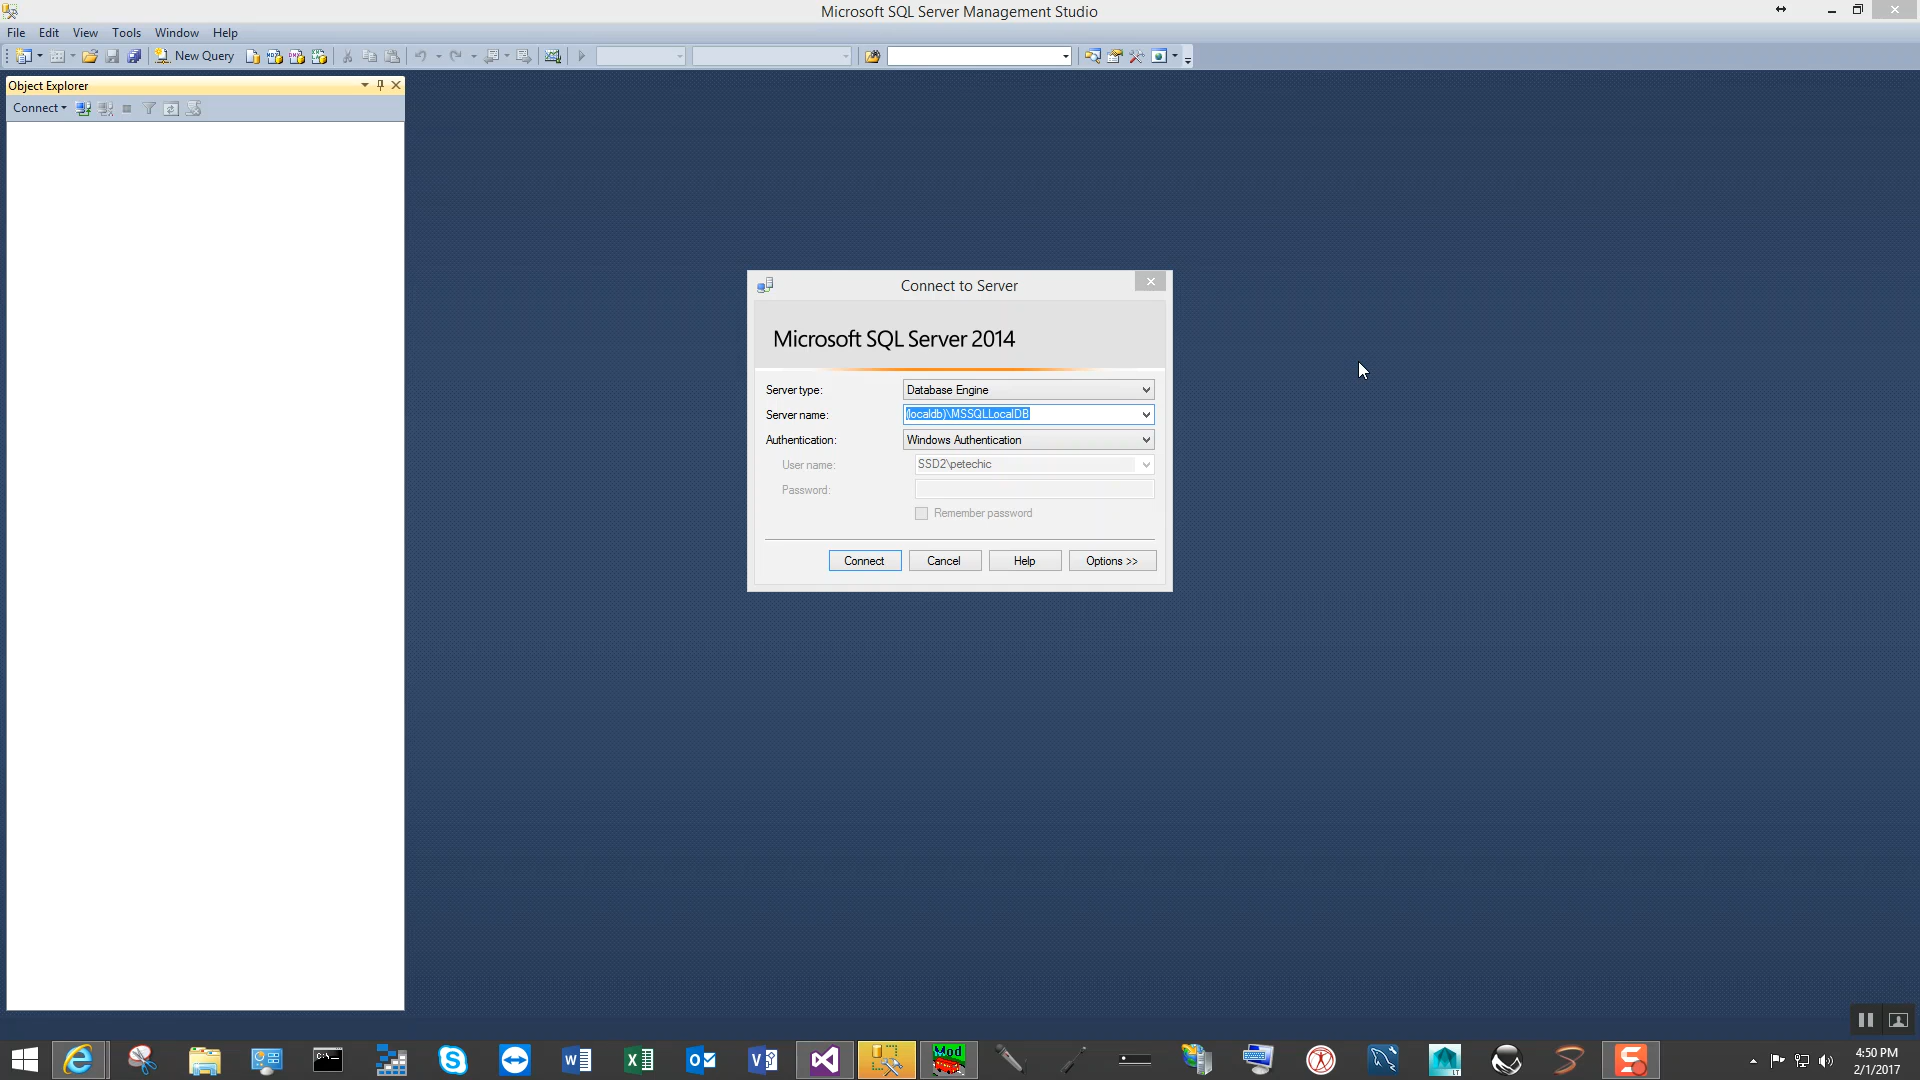 Microsoft SQL Server Management Studio
File Edit View Tools Window Help
New Query
Object Explorer
Connect
Connect to Server
Microsoft SQL Server 2014
Server type: Database Engine
Server name: (localdb)\MSSQLLocalDB
Authentication: Windows Authentication
User name: SSD2\petechic
Password:
Remember password
Connect Cancel Help Options >>
Mod
4:50 PM
2/1/2017